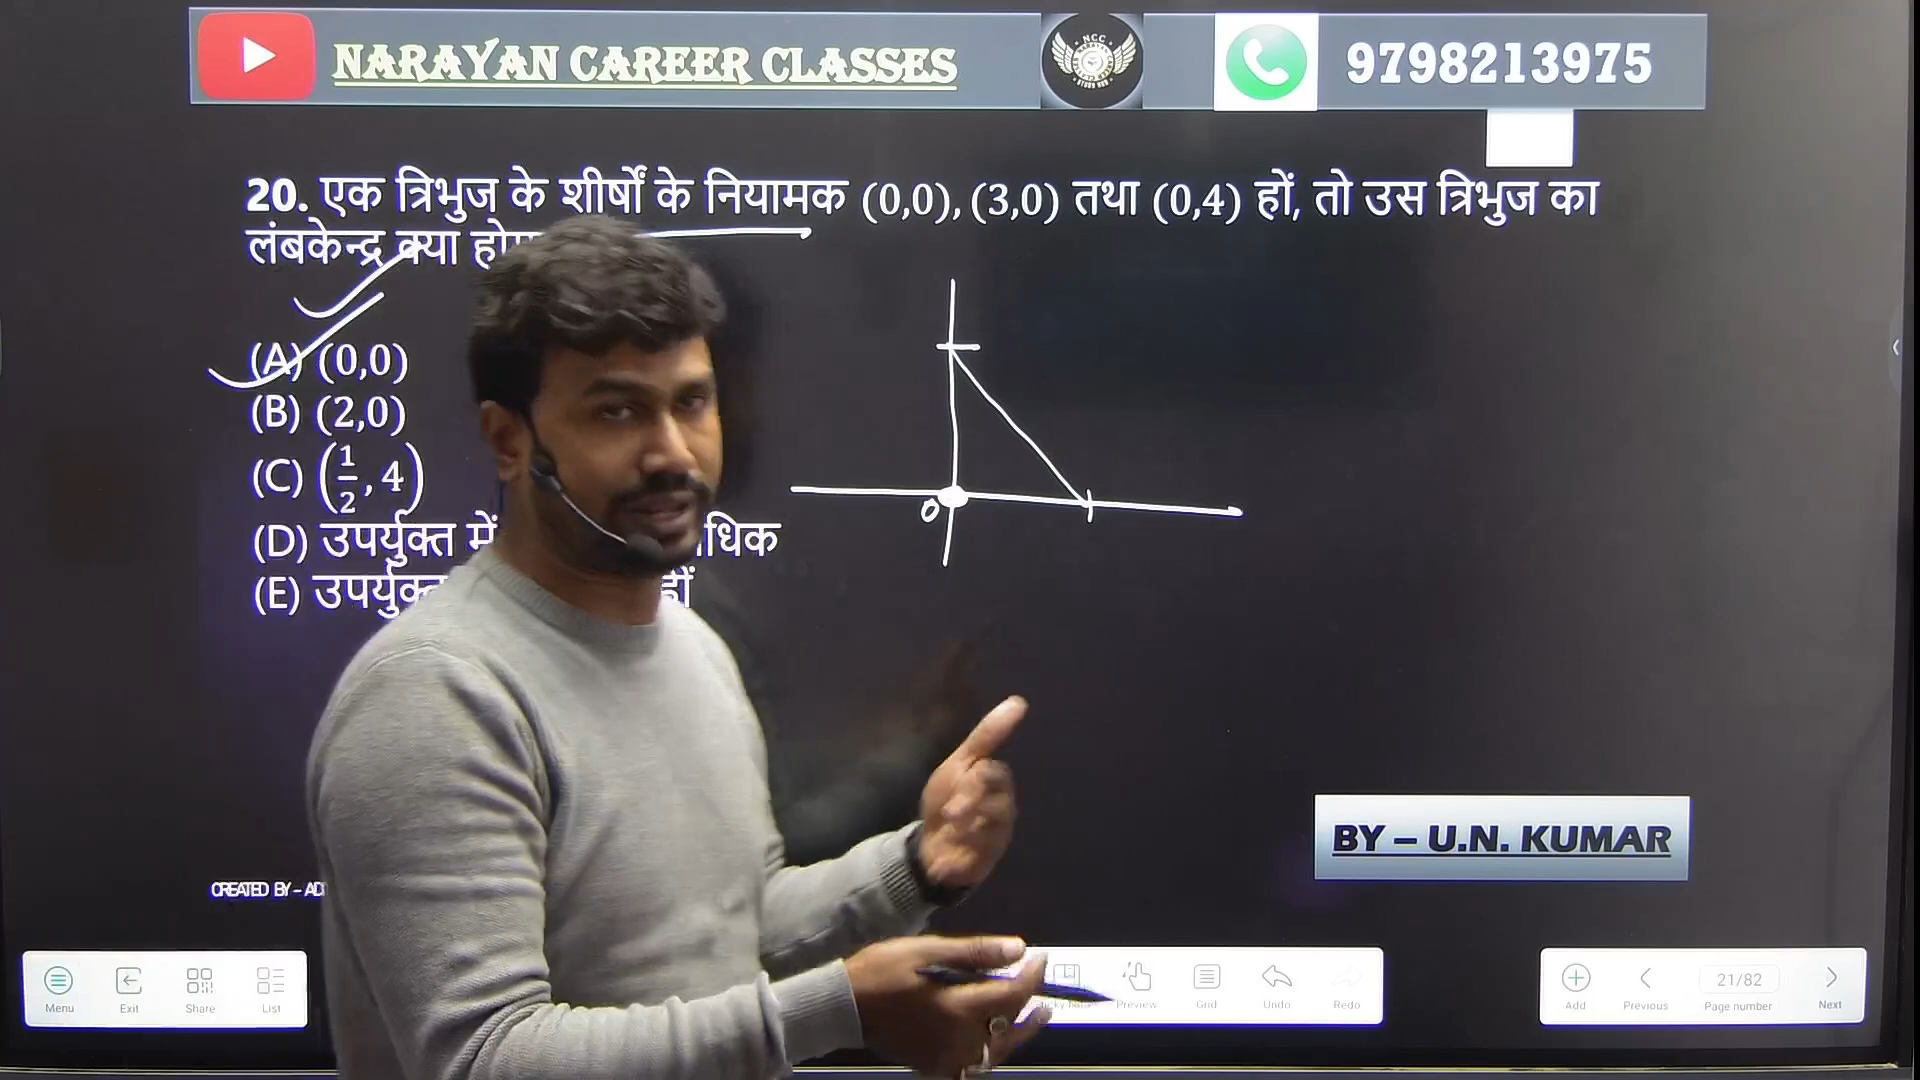 NARAYAN CAREER CLASSES
NCC
9798213975
20. एक त्रिभुज के शीर्षों के नियामक (0,0), (3,0) तथा (0,4) हों, तो उस त्रिभुज का
लंबकेन्द्र क्या
(A) (0,0)
(B) (2,0)
(C) (1/2, 4)
(D) उपर्युक्त में
(E)
0
BY – U.N. KUMAR
CREATED BY –
Menu
Exit
Share
List
Preview
Grid
Undo
Redo
Add
Previous
21/82
Page number
Next